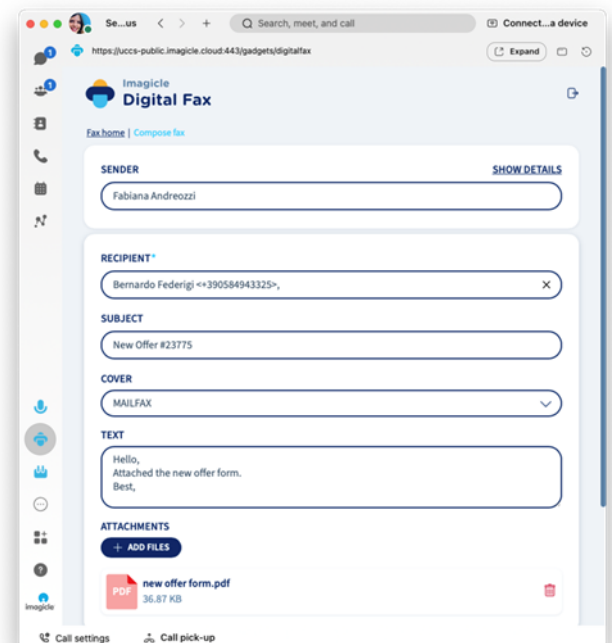 Se...us
Search, meet, and call
Connect...a device
1
https://uccs-public.imagicle.cloud:443/gadgets/digitalfax
Expand
1
Imagicle
Digital Fax
Fax home | Compose fax
SENDER
SHOW DETAILS
Fabiana Andreozzi
RECIPIENT*
Bernardo Federigi <+390584943325>,
SUBJECT
New Offer #23775
COVER
MAILFAX
TEXT
Hello,
Attached the new offer form.
Best,
ATTACHMENTS
+ ADD FILES
PDF
new offer form.pdf
36.87 KB
imagicle
Call settings
Call pick-up